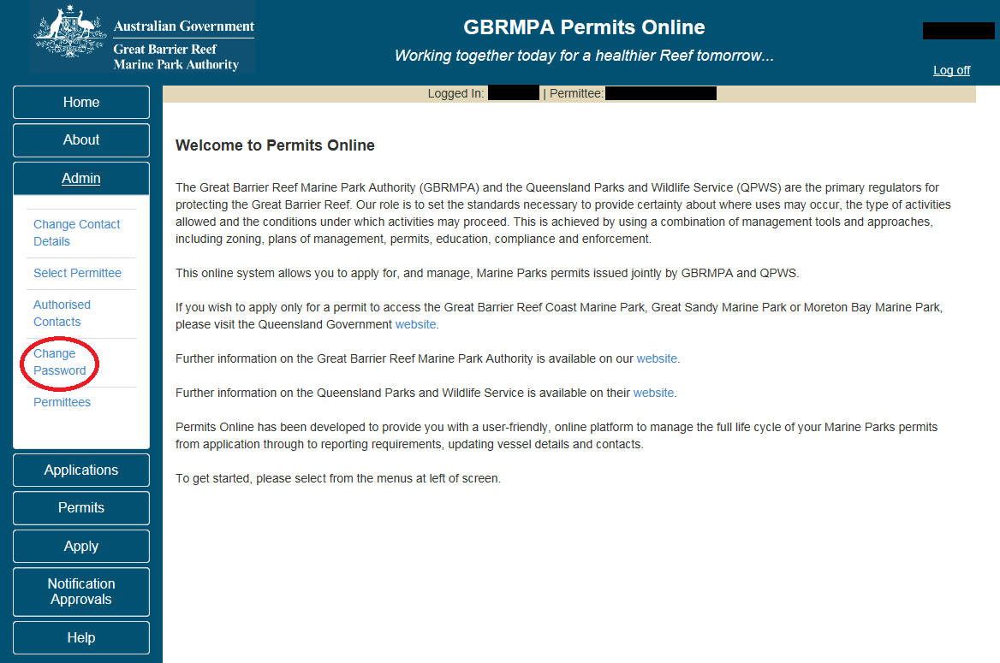 Australian Government
Great Barrier Reef
Marine Park Authority
GBRMPA Permits Online
Working together today for a healthier Reef tomorrow...
Log off
Logged In: | Permittee:
Home
About
Admin
Change Contact
Details
Select Permittee
Authorised
Contacts
Change
Password
Permittees
Applications
Permits
Apply
Notification
Approvals
Help
Welcome to Permits Online
The Great Barrier Reef Marine Park Authority (GBRMPA) and the Queensland Parks and Wildlife Service (QPWS) are the primary regulators for
protecting the Great Barrier Reef. Our role is to set the standards necessary to provide certainty about where uses may occur, the type of activities
allowed and the conditions under which activities may proceed. This is achieved by using a combination of management tools and approaches,
including zoning, plans of management, permits, education, compliance and enforcement.
This online system allows you to apply for, and manage, Marine Parks permits issued jointly by GBRMPA and QPWS.
If you wish to apply only for a permit to access the Great Barrier Reef Coast Marine Park, Great Sandy Marine Park or Moreton Bay Marine Park,
please visit the Queensland Government website.
Further information on the Great Barrier Reef Marine Park Authority is available on our website.
Further information on the Queensland Parks and Wildlife Service is available on their website.
Permits Online has been developed to provide you with a user-friendly, online platform to manage the full life cycle of your Marine Parks permits
from application through to reporting requirements, updating vessel details and contacts.
To get started, please select from the menus at left of screen.